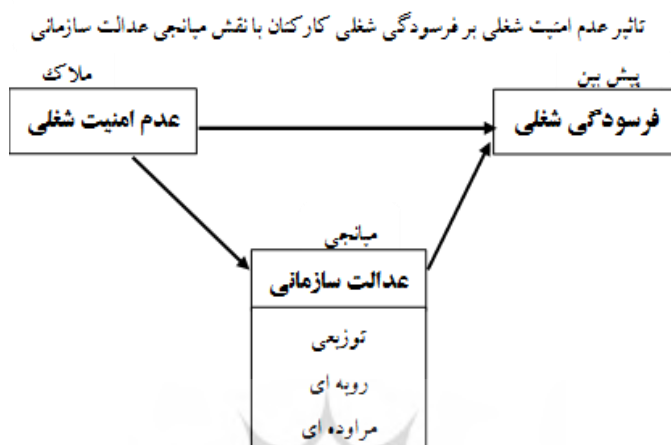 تاثیر عدم امنیت شغلی بر فرسودگی شغلی کارکنان با نقش میانجی عدالت سازمانی
پیش بین
ملاک
فرسودگی شغلی
عدم امنیت شغلی
میانجی
عدالت سازمانی
توزیعی
رویه ای
مراوده ای